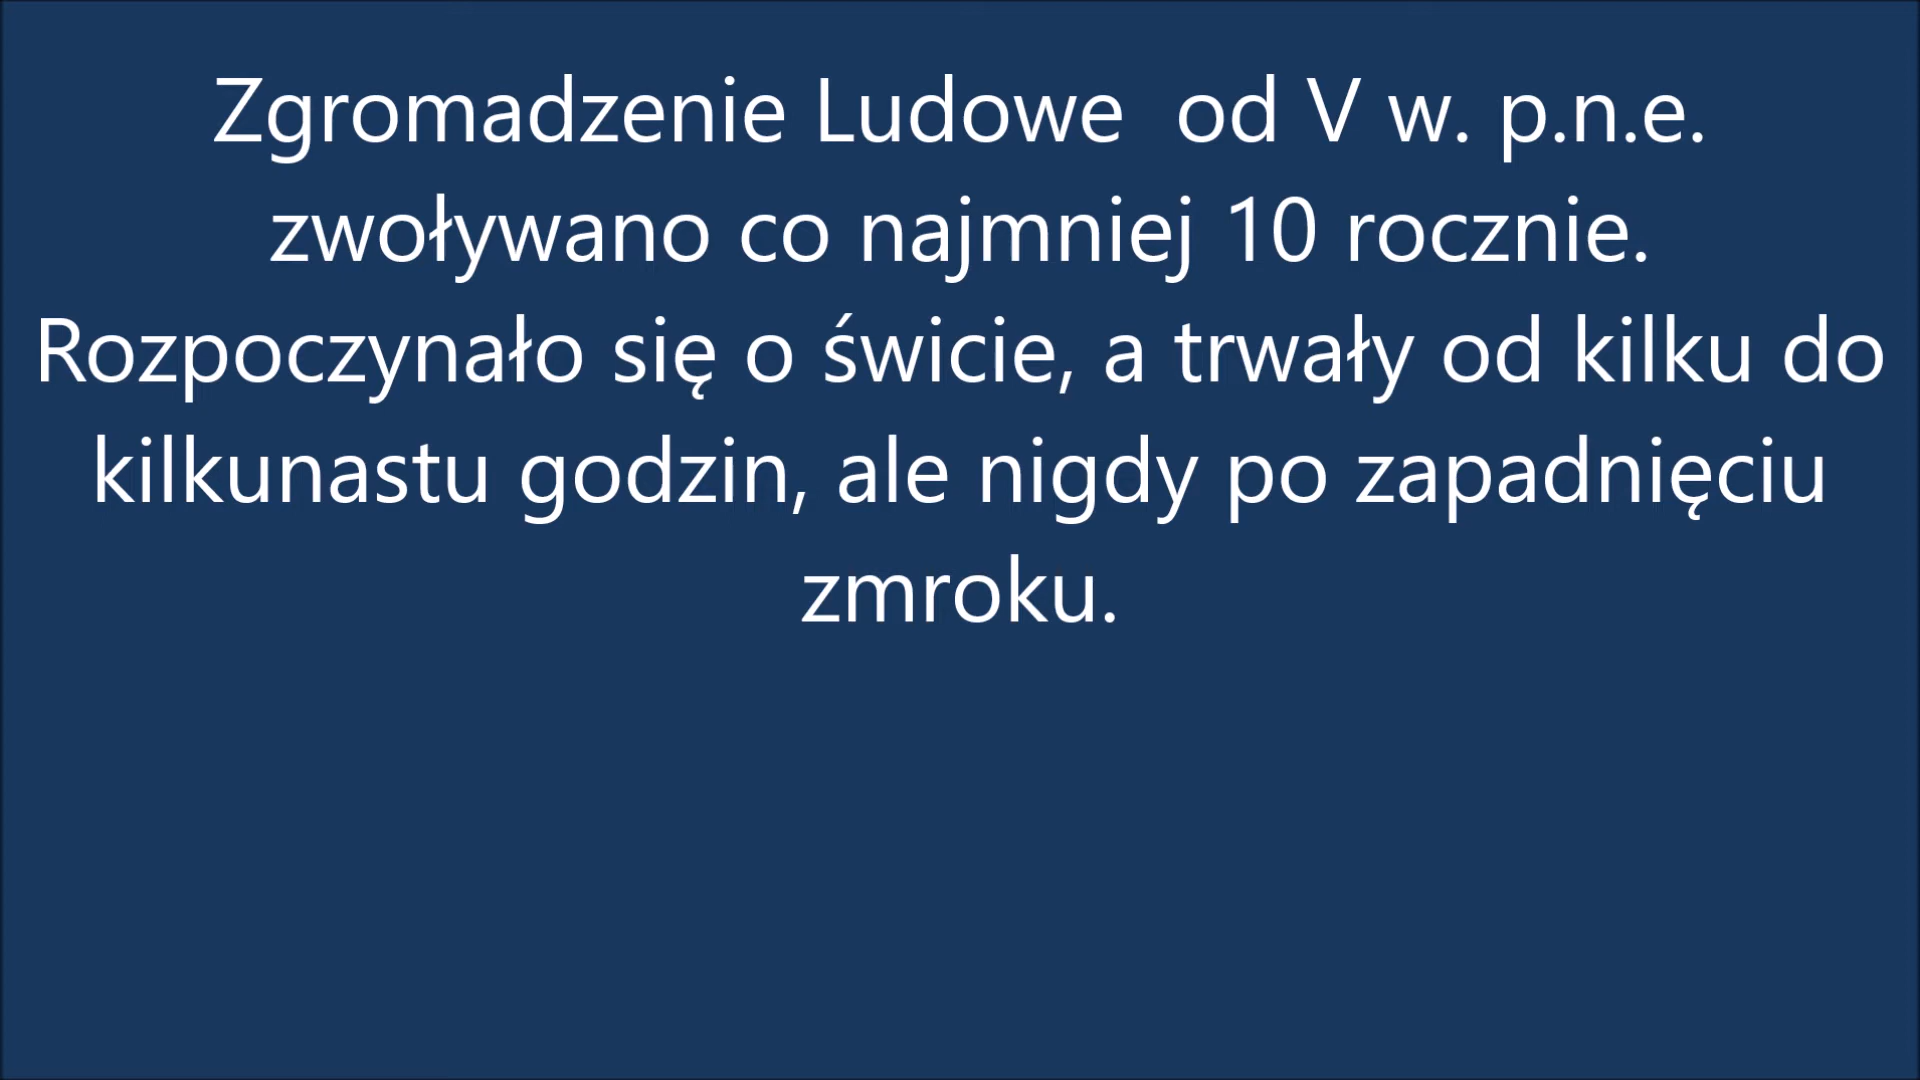 Zgromadzenie Ludowe  od V w. p.n.e.
zwoływano co najmniej 10 rocznie.
Rozpoczynało się o świcie, a trwały od kilku do
kilkunastu godzin, ale nigdy po zapadnięciu
zmroku.